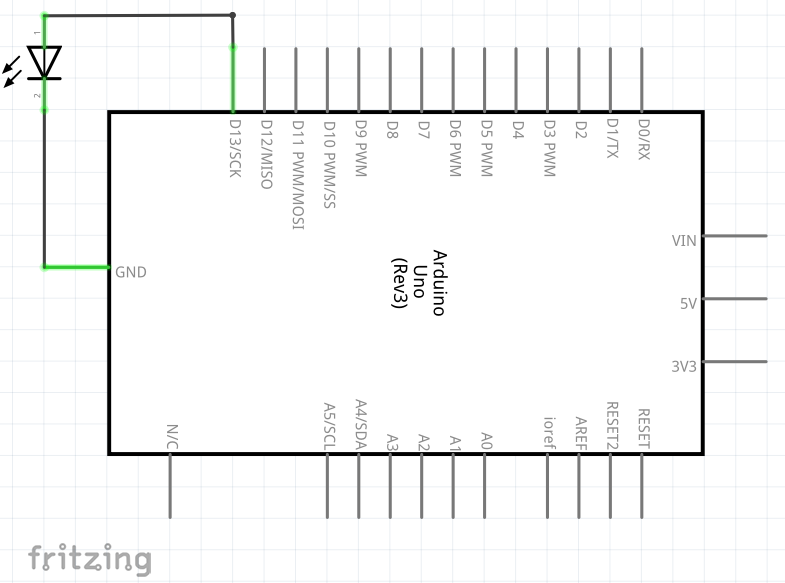 1
2
D13/SCK
D12/MISO
D11 PWM/MOSI
D10 PWM/SS
D9 PWM
D8
D7
D6 PWM
D5 PWM
D4
D3 PWM
D2
D1/TX
D0/RX
GND
Arduino
Uno
(Rev3)
VIN
5V
3V3
N/C
A5/SCL
A4/SDA
A3
A2
A1
A0
ioref
AREF
RESET2
RESET
fritzing